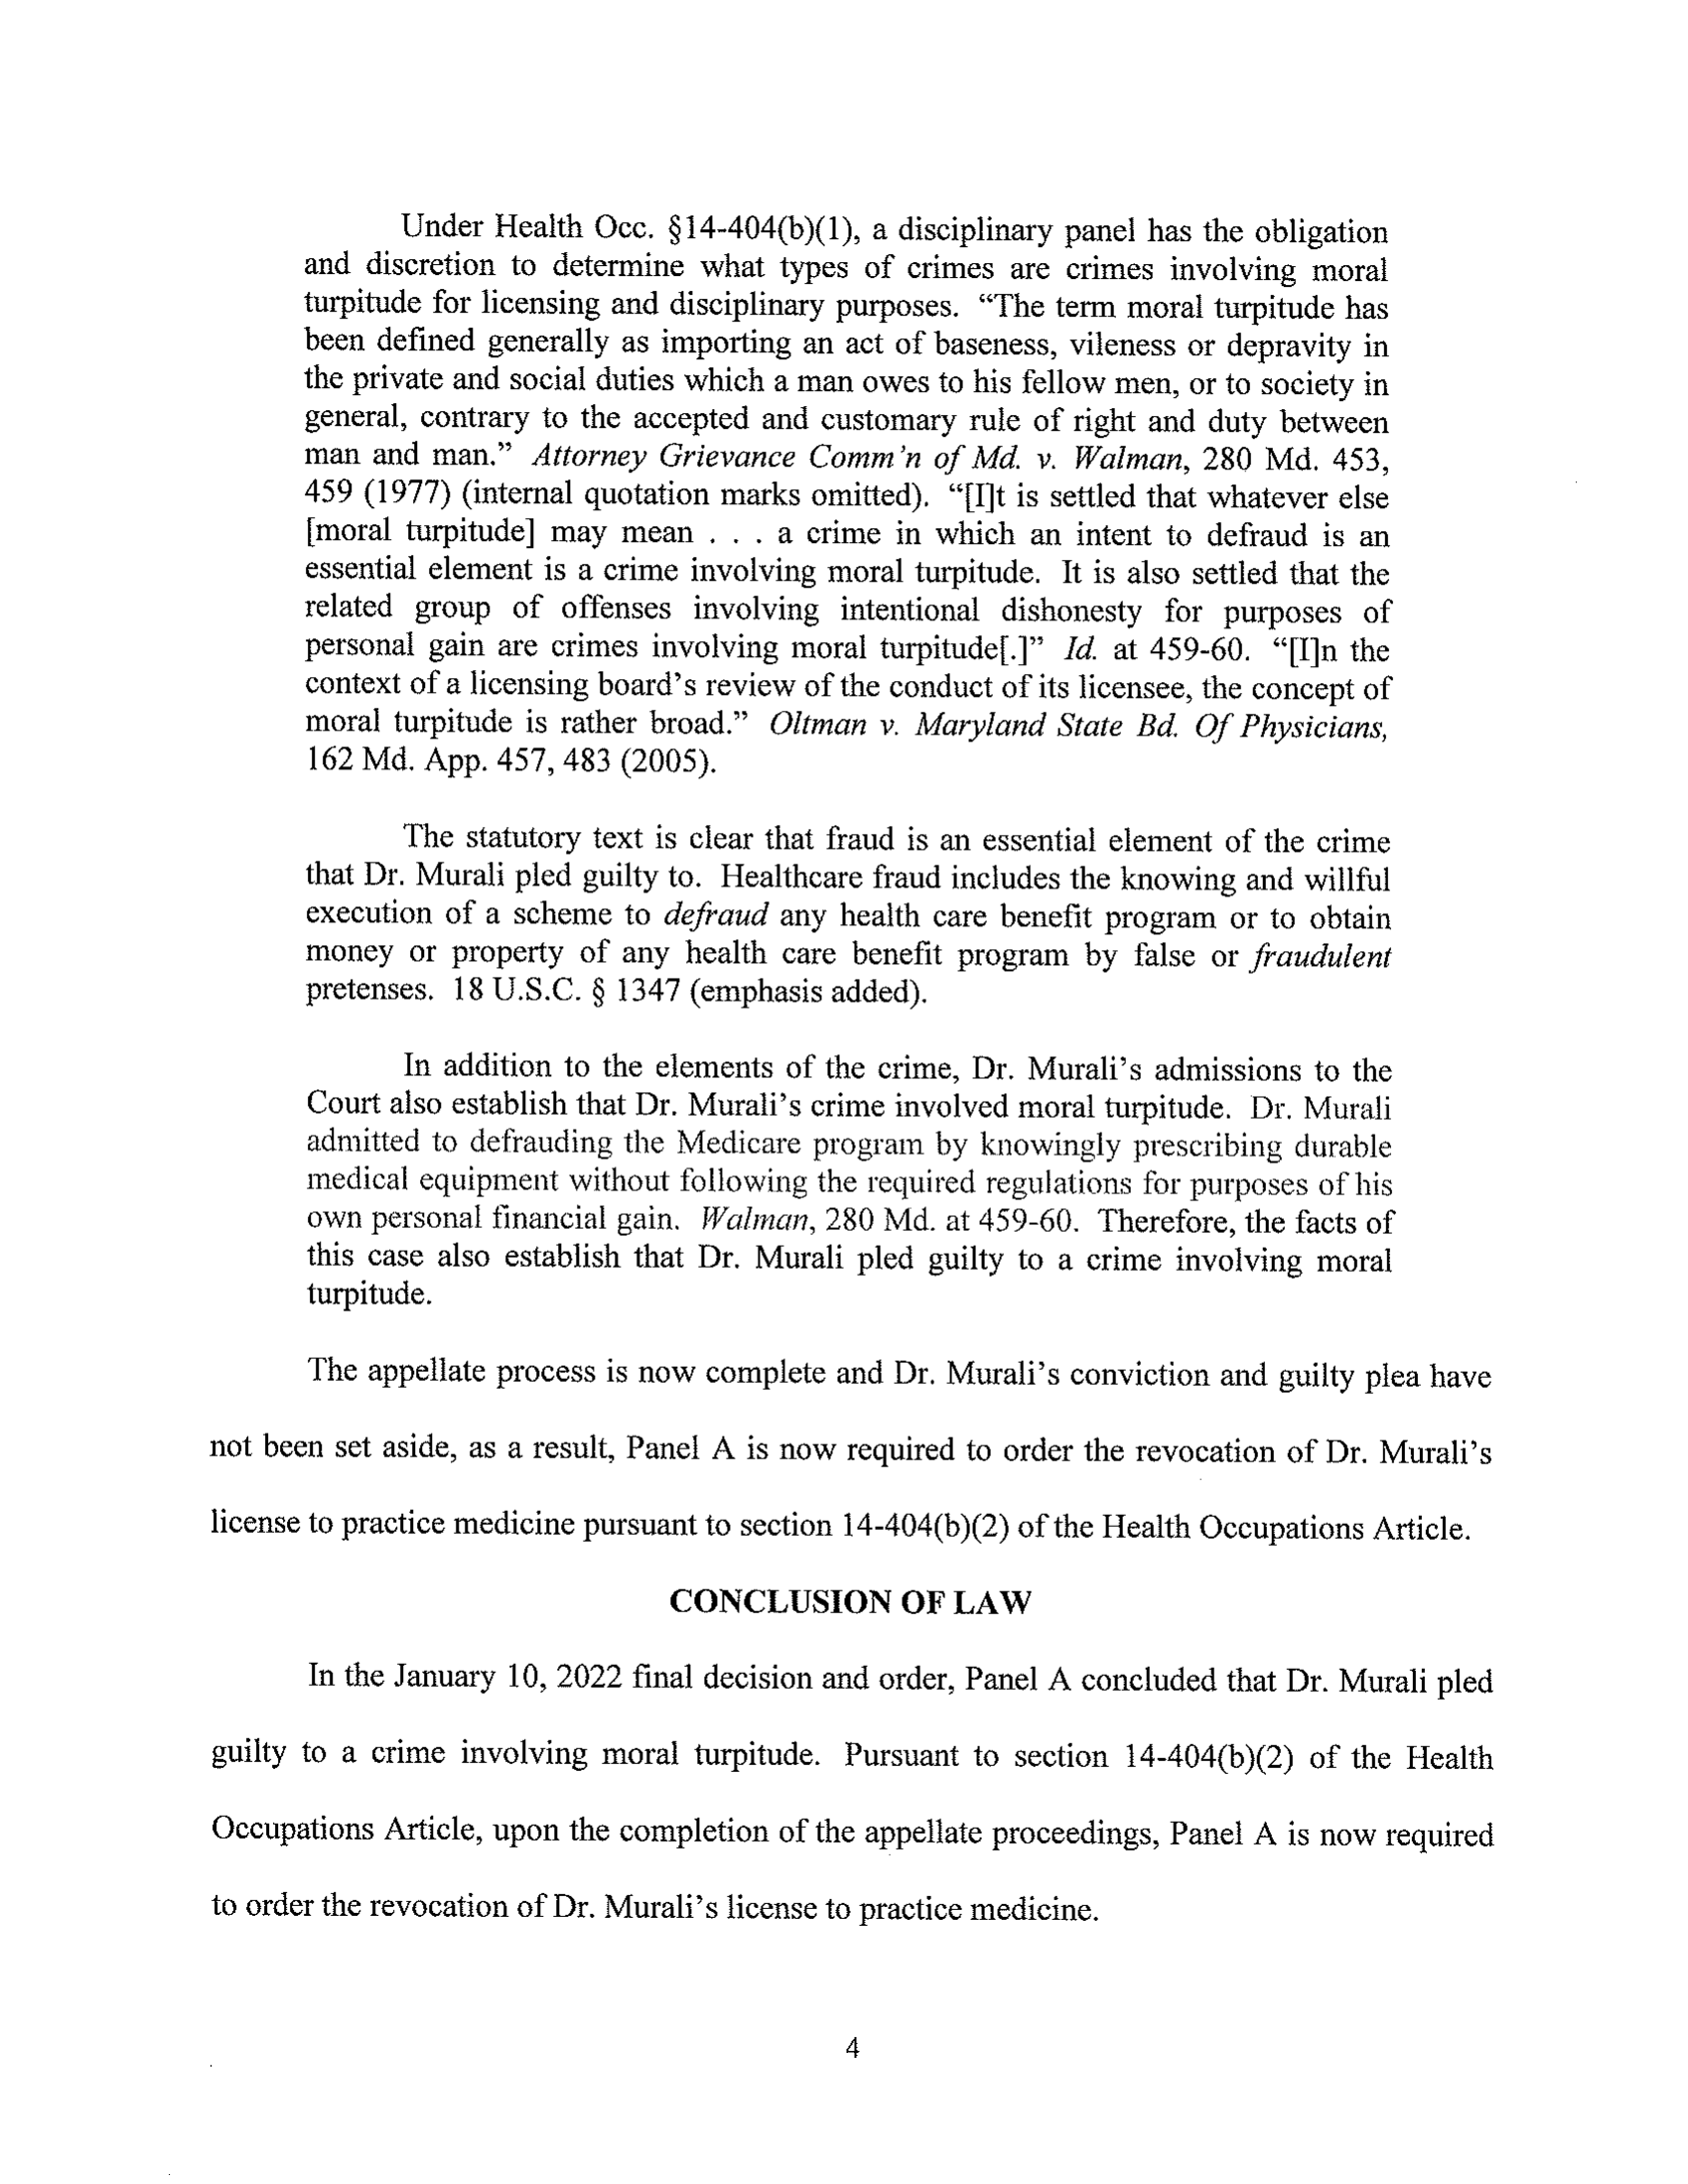 Under Health Occ. §14-404(b)(1), a disciplinary panel has the obligation
and discretion to determine what types of crimes are crimes involving moral
turpitude for licensing and disciplinary purposes. “The term moral turpitude has
been defined generally as importing an act of baseness, vileness or depravity in
the private and social duties which a man owes to his fellow men, or to society in
general, contrary to the accepted and customary rule of right and duty between
man and man.” Attorney Grievance Comm’n of Md. v. Walman, 280 Md. 453,
459 (1977) (internal quotation marks omitted). “[I]t is settled that whatever else
[moral turpitude] may mean . . . a crime in which an intent to defraud is an
essential element is a crime involving moral turpitude. It is also settled that the
related group of offenses involving intentional dishonesty for purposes of
personal gain are crimes involving moral turpitude[.]” Id. at 459-60. “[I]n the
context of a licensing board’s review of the conduct of its licensee, the concept of
moral turpitude is rather broad.” Oltman v. Maryland State Bd. Of Physicians,
162 Md. App. 457, 483 (2005).
The statutory text is clear that fraud is an essential element of the crime
that Dr. Murali pled guilty to. Healthcare fraud includes the knowing and willful
execution of a scheme to defraud any health care benefit program or to obtain
money or property of any health care benefit program by false or fraudulent
pretenses. 18 U.S.C. § 1347 (emphasis added).
In addition to the elements of the crime, Dr. Murali’s admissions to the
Court also establish that Dr. Murali’s crime involved moral turpitude. Dr. Murali
admitted to defrauding the Medicare program by knowingly prescribing durable
medical equipment without following the required regulations for purposes of his
own personal financial gain. Walman, 280 Md. at 459-60. Therefore, the facts of
this case also establish that Dr. Murali pled guilty to a crime involving moral
turpitude.
The appellate process is now complete and Dr. Murali’s conviction and guilty plea have
not been set aside, as a result, Panel A is now required to order the revocation of Dr. Murali’s
license to practice medicine pursuant to section 14-404(b)(2) of the Health Occupations Article.
CONCLUSION OF LAW
In the January 10, 2022 final decision and order, Panel A concluded that Dr. Murali pled
guilty to a crime involving moral turpitude. Pursuant to section 14-404(b)(2) of the Health
Occupations Article, upon the completion of the appellate proceedings, Panel A is now required
to order the revocation of Dr. Murali’s license to practice medicine.
4